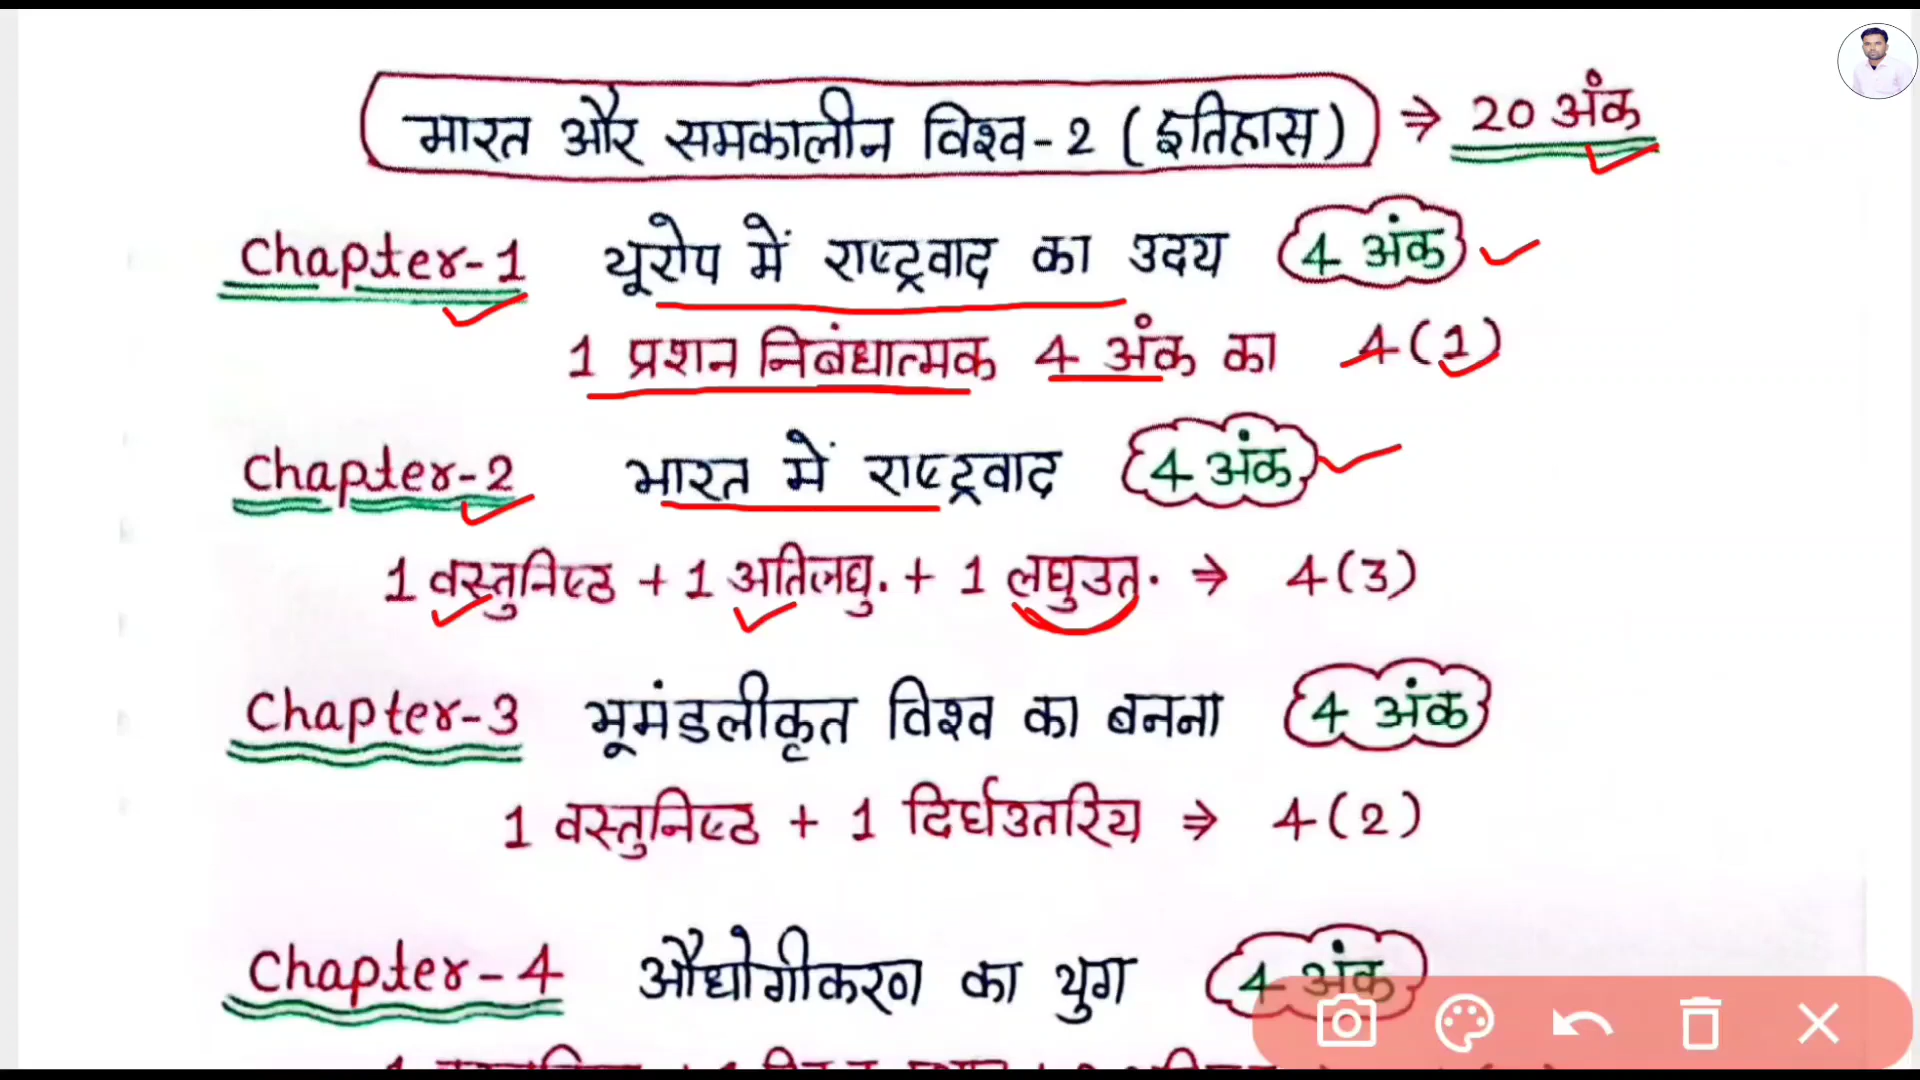 भारत और समकालीन विश्व-2 (इतिहास) ⇒ 20 अंक
Chapter-1 यूरोप में राष्ट्रवाद का उदय 4 अंक
1 प्रशन निबंधात्मक 4 अंक का 4(1)
Chapter-2 भारत में राष्ट्रवाद 4 अंक
1 वस्तुनिष्ठ + 1 अतिलघु. + 1 लघुउत. ⇒ 4(3)
Chapter-3 भूमंडलीकृत विश्व का बनना 4 अंक
1 वस्तुनिष्ठ + 1 दिर्घउतरिय ⇒ 4(2)
Chapter-4 औधोगीकरण का युग 4 अंक